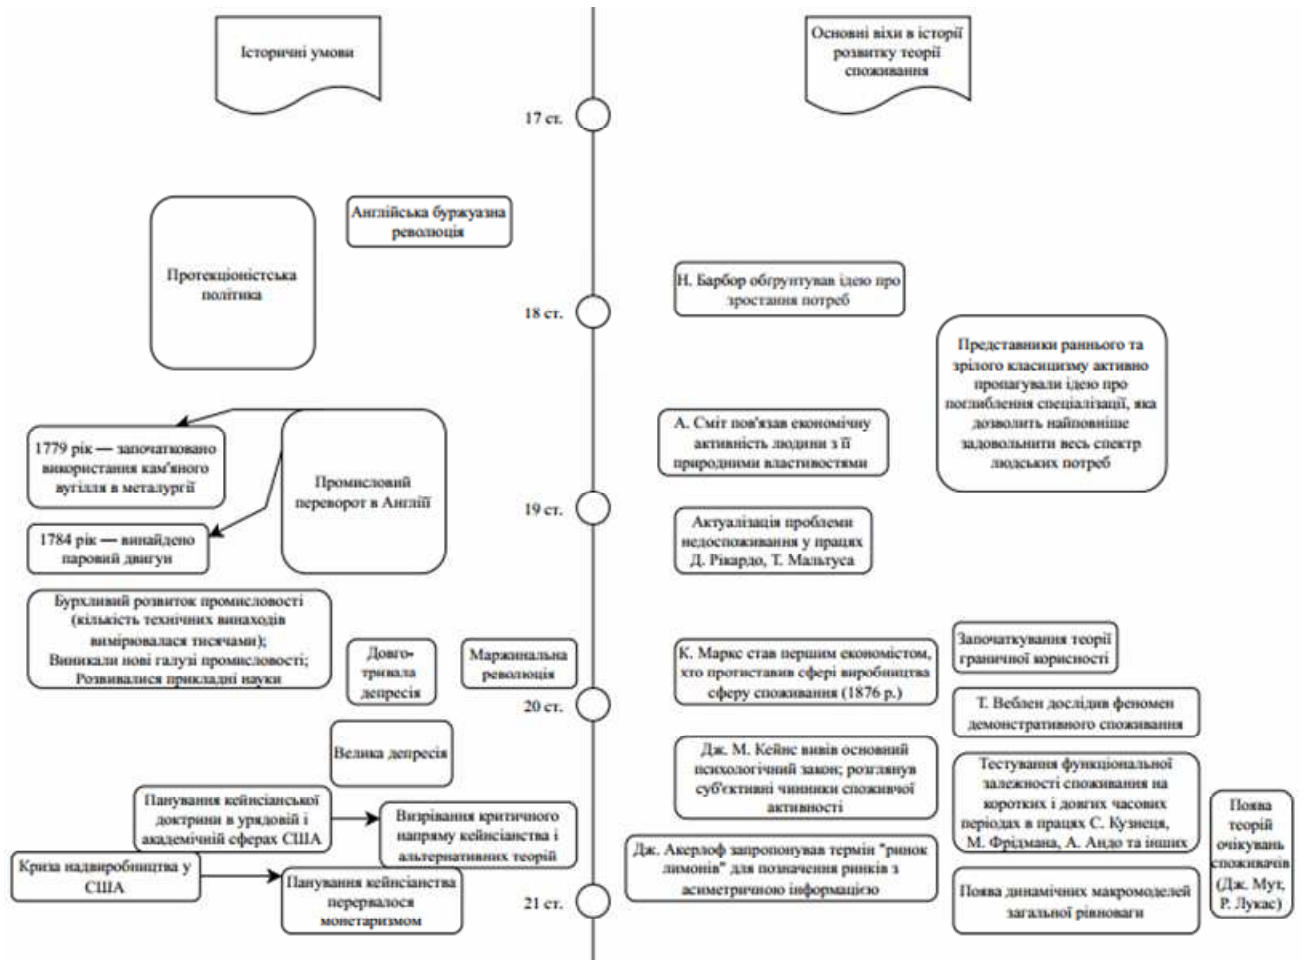 Історичні умови
Основні віхи в історії
розвитку теорії
споживання
17 ст.
Англійська буржуазна
революція
Протекціоністська
політика
Н. Барбор обґрунтував ідею про
зростання потреб
18 ст.
Представники раннього та
зрілого класицизму активно
пропагували ідею про
поглиблення спеціалізації, яка
дозволить найповніше
задовольнити весь спектр
людських потреб
А. Сміт пов'язав економічну
активність людини з її
природними властивостями
1779 рік — започатковано
використання кам'яного
вугілля в металургії
Промисловий
переворот в Англіїї
1784 рік — винайдено
паровий двигун
19 ст.
Актуалізація проблеми
недоспоживання у працях
Д. Рікардо, Т. Мальтуса
Бурхливий розвиток промисловості
(кількість технічних винаходів
вимірювалася тисячами);
Виникали нові галузі промисловості;
Розвивалися прикладні науки
Довго-
тривала
депресія
Маржинальна
революція
К. Маркс став першим економістом,
хто протиставив сфері виробництва
сферу споживання (1876 р.)
Започаткування теорії
граничної корисності
20 ст.
Т. Веблен дослідив феномен
демонстративного споживання
Велика депресія
Дж. М. Кейнс вивів основний
психологічний закон; розглянув
суб'єктивні чинники споживчої
активності
Тестування функціональної
залежності споживання на
коротких і довгих часових
періодах в працях С. Кузнеця,
М. Фрідмана, А. Андо та інших
Поява
теорій
очікувань
споживачів
(Дж. Мут,
Р. Лукас)
Панування кейнсіанської
доктрини в урядовій і
академічній сферах США
Визрівання критичного
напряму кейнсіанства і
альтернативних теорій
Криза надвиробництва у
США
Панування кейнсіанства
перервалося
монетаризмом
Дж. Акерлоф запропонував термін "ринок
лимонів" для позначення ринків з
асиметричною інформацією
Поява динамічних макромоделей
загальної рівноваги
21 ст.